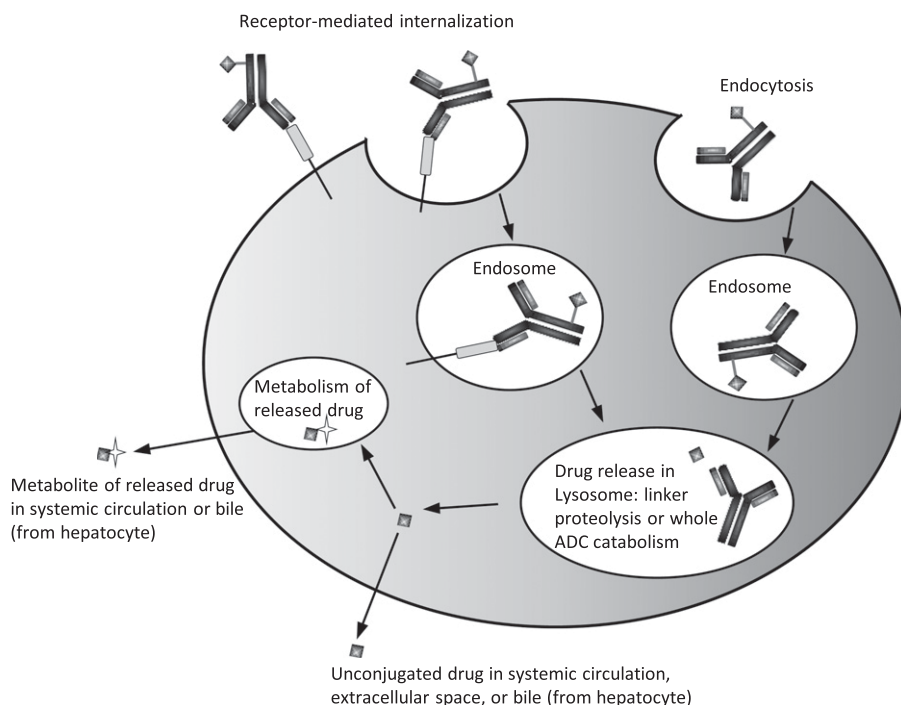 Receptor-mediated internalization
Endocytosis
Endosome
Endosome
Metabolism of
released drug
Drug release in
Lysosome: linker
proteolysis or whole
ADC catabolism
Metabolite of released drug
in systemic circulation or bile
(from hepatocyte)
Unconjugated drug in systemic circulation,
extracellular space, or bile (from hepatocyte)